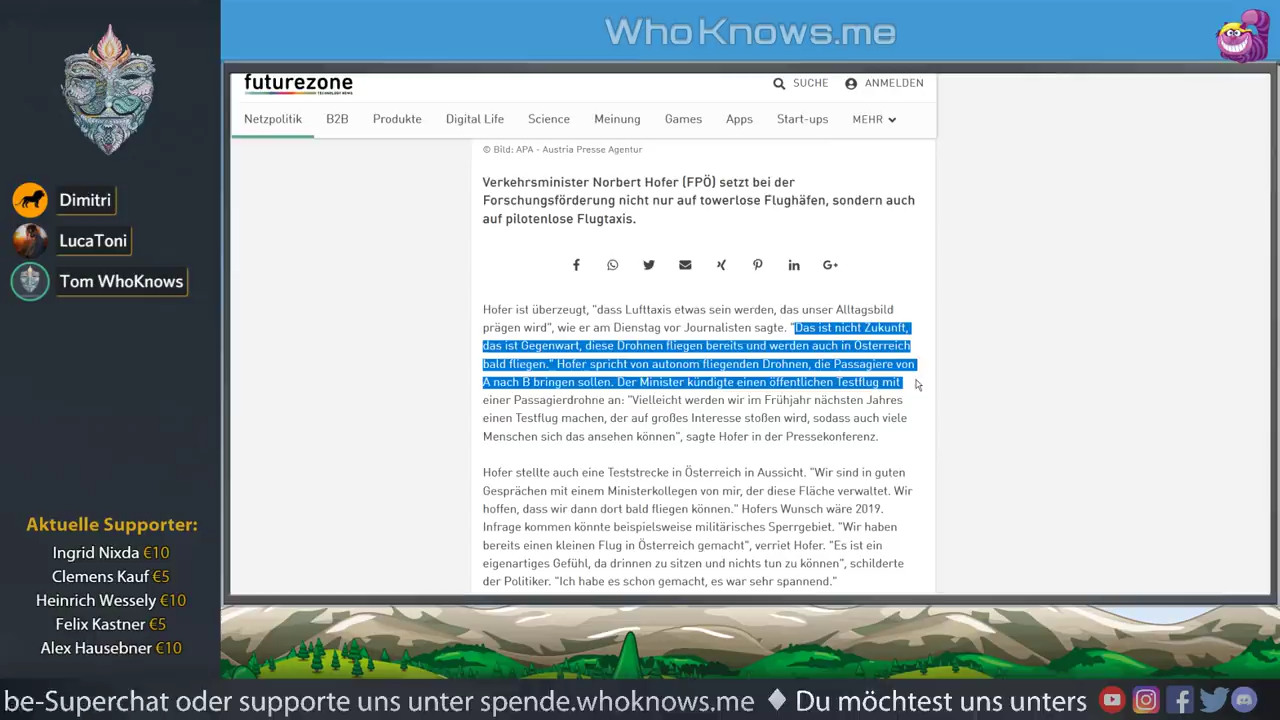 WhoKnows.me
futurezone
TECHNOLOGY NEWS
SUCHE
ANMELDEN
Netzpolitik
B2B
Produkte
Digital Life
Science
Meinung
Games
Apps
Start-ups
MEHR
© Bild: APA - Austria Presse Agentur
Verkehrsminister Norbert Hofer (FPÖ) setzt bei der
Forschungsförderung nicht nur auf towerlose Flughäfen, sondern auch
auf pilotenlose Flugtaxis.
Hofer ist überzeugt, "dass Lufttaxis etwas sein werden, das unser Alltagsbild
prägen wird", wie er am Dienstag vor Journalisten sagte. "Das ist nicht Zukunft,
das ist Gegenwart, diese Drohnen fliegen bereits und werden auch in Österreich
bald fliegen." Hofer spricht von autonom fliegenden Drohnen, die Passagiere von
A nach B bringen sollen. Der Minister kündigte einen öffentlichen Testflug mit
einer Passagierdrohne an: "Vielleicht werden wir im Frühjahr nächsten Jahres
einen Testflug machen, der auf großes Interesse stoßen wird, sodass auch viele
Menschen sich das ansehen können", sagte Hofer in der Pressekonferenz.
Hofer stellte auch eine Teststrecke in Österreich in Aussicht. "Wir sind in guten
Gesprächen mit einem Ministerkollegen von mir, der diese Fläche verwaltet. Wir
hoffen, dass wir dann dort bald fliegen können." Hofers Wunsch wäre 2019.
Infrage kommen könnte beispielsweise militärisches Sperrgebiet. "Wir haben
bereits einen kleinen Flug in Österreich gemacht", verriet Hofer. "Es ist ein
eigenartiges Gefühl, da drinnen zu sitzen und nichts tun zu können", schilderte
der Politiker. "Ich habe es schon gemacht, es war sehr spannend."
Dimitri
LucaToni
Tom WhoKnows
Aktuelle Supporter:
Ingrid Nixda €10
Clemens Kauf €5
Heinrich Wessely €10
Felix Kastner €5
Alex Hausebner €10
be-Superchat oder supporte uns unter spende.whoknows.me ♦ Du möchtest uns unters